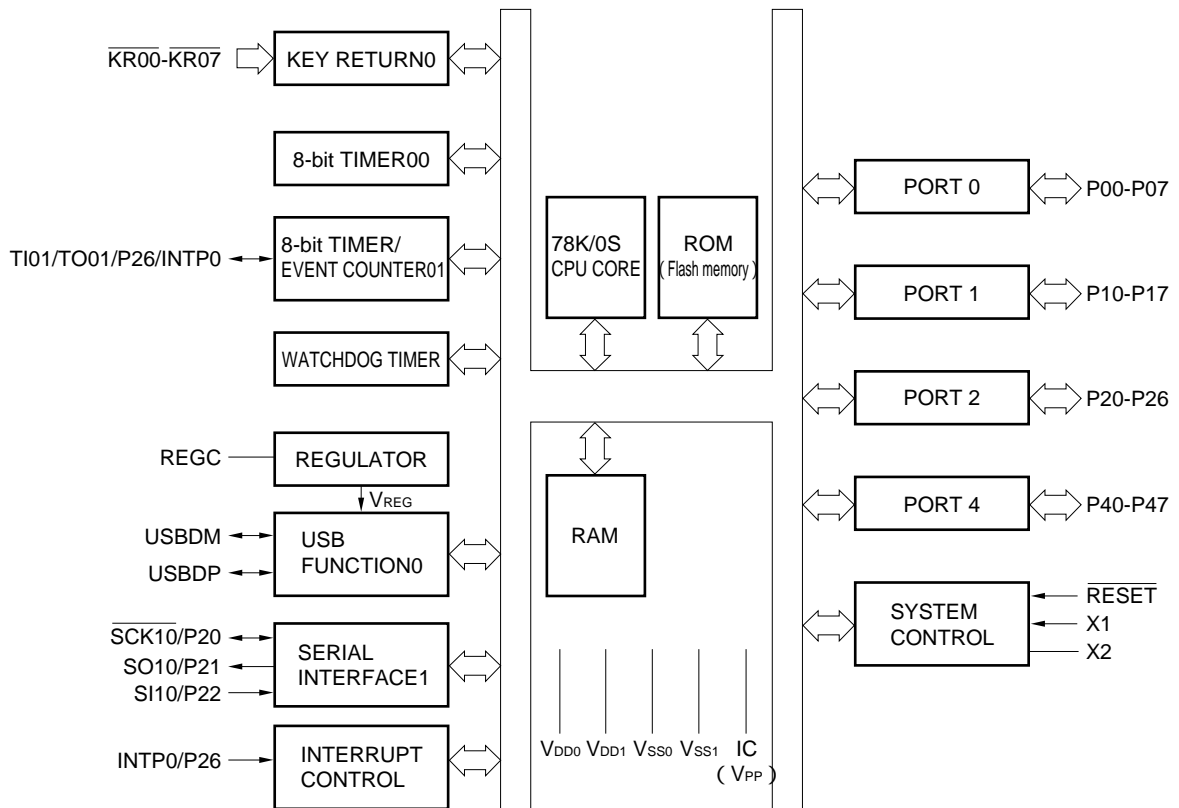 KR00-KR07
KEY RETURN0
8-bit TIMER00
TI01/TO01/P26/INTP0
8-bit TIMER/
EVENT COUNTER01
WATCHDOG TIMER
REGC
REGULATOR
VREG
USBDM
USBDP
USB
FUNCTION0
SCK10/P20
SO10/P21
SI10/P22
SERIAL
INTERFACE1
INTP0/P26
INTERRUPT
CONTROL
78K/0S
CPU CORE
ROM
( Flash memory )
RAM
VDD0
VDD1
VSS0
VSS1
IC
( VPP )
PORT 0
P00-P07
PORT 1
P10-P17
PORT 2
P20-P26
PORT 4
P40-P47
SYSTEM
CONTROL
RESET
X1
X2